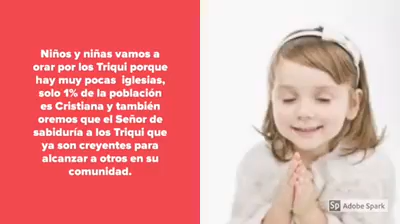 Niños y niñas vamos a
orar por los Triqui porque
hay muy pocas iglesias,
solo 1% de la población
es Cristiana y también
oremos que el Señor de
sabiduría a los Triqui que
ya son creyentes para
alcanzar a otros en su
comunidad.
Sp Adobe Spark